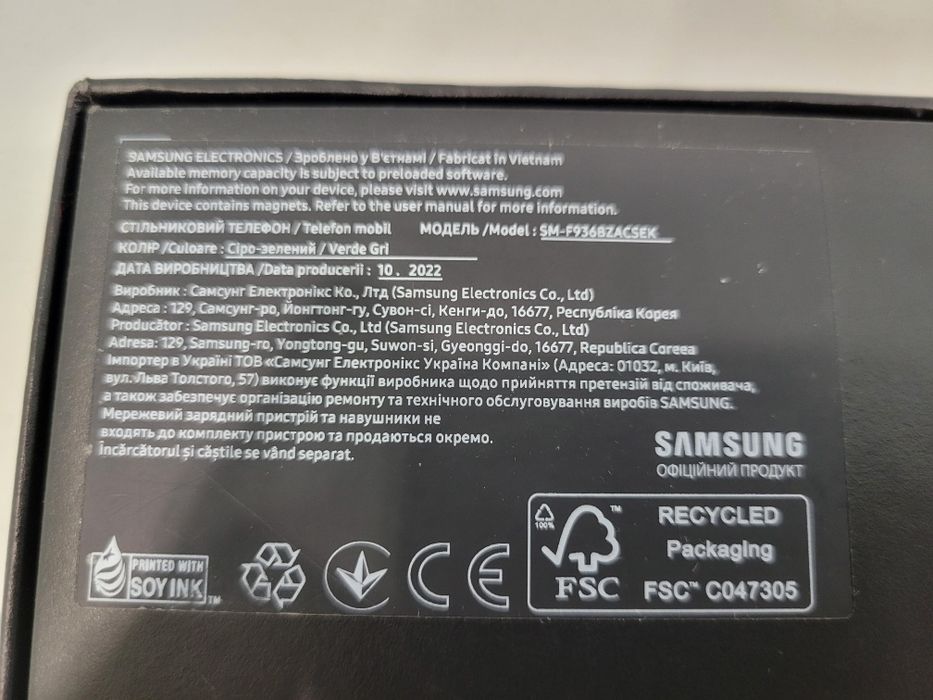 SAMSUNG ELECTRONICS / Зроблено у В'єтнамі / Fabricat în Vietnam
Available memory capacity is subject to preloaded software.
For more information on your device, please visit www.samsung.com
This device contains magnets. Refer to the user manual for more information.
СТІЛЬНИКОВИЙ ТЕЛЕФОН / Telefon mobil МОДЕЛЬ /Model : SM-F936BZACSEK
КОЛІР /Culoare : Сіро-зелений / Verde Gri
ДАТА ВИРОБНИЦТВА /Data producerii : 10 . 2022
Виробник : Самсунг Електронікс Ко., Лтд (Samsung Electronics Co., Ltd)
Адреса : 129, Самсунг-ро, Йонгтонг-гу, Сувон-сі, Кенги-до, 16677, Республіка Корея
Producător : Samsung Electronics Co., Ltd (Samsung Electronics Co., Ltd)
Adresa: 129, Samsung-ro, Yongtong-gu, Suwon-si, Gyeonggi-do, 16677, Republica Coreea
Імпортер в Україні ТОВ «Самсунг Електронікс Україна Компані» (Адреса: 01032, м. Київ,
вул. Льва Толстого, 57) виконує функції виробника щодо прийняття претензій від споживача,
а також забезпечує організацію ремонту та технічного обслуговування виробів SAMSUNG.
Мережевий зарядний пристрій та навушники не
входять до комплекту пристрою та продаються окремо.
Încărcătorul și căștile se vând separat.
SAMSUNG
ОФІЦІЙНИЙ ПРОДУКТ
PRINTED WITH
SOY INK™
CE
100%
™
FSC
RECYCLED
Packaging
FSC™ C047305